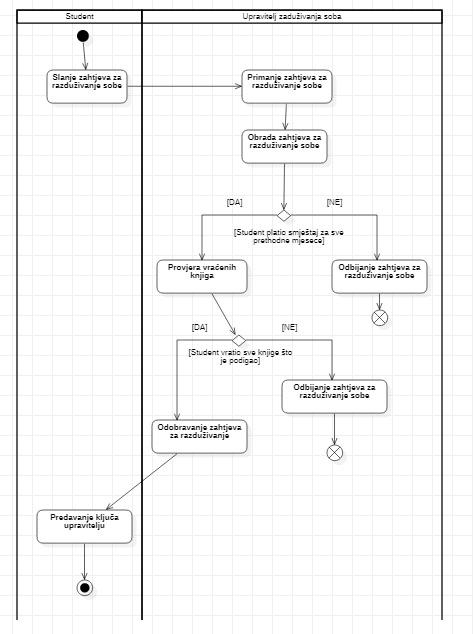 Student
Upravitelj zaduživanja soba
Slanje zahtjeva za
razduživanje sobe
Primanje zahtjeva za
razduživanje sobe
Obrada zahtjeva za
razduživanje sobe
[DA]
[NE]
[Student platio smještaj za sve
prethodne mjesece]
Provjera vraćenih
knjiga
Odbijanje zahtjeva za
razduživanje sobe
[DA]
[NE]
[Student vratio sve knjige što
je podigao]
Odbijanje zahtjeva za
razduživanje sobe
Odobravanje zahtjeva
za razduživanje
Predavanje ključa
upravitelju